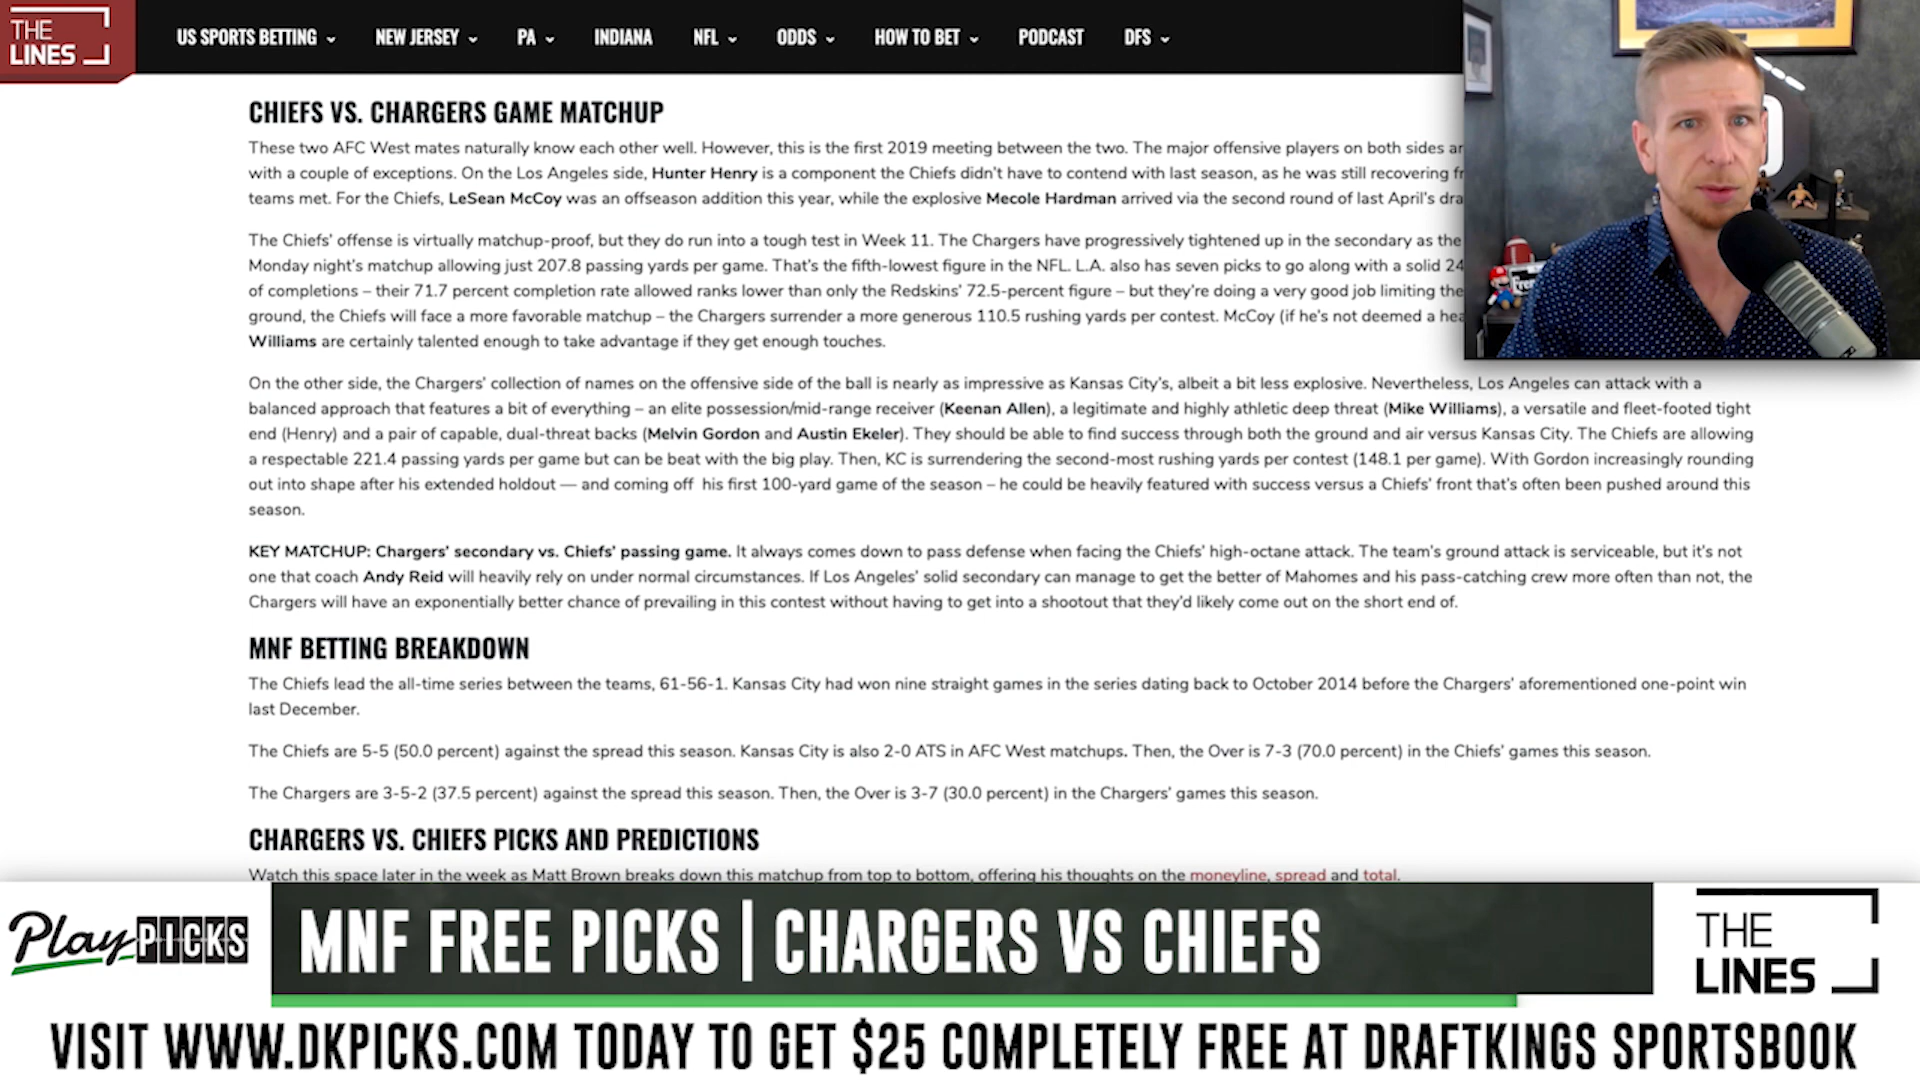 THE
LINES
US SPORTS BETTING
NEW JERSEY
PA
INDIANA
NFL
ODDS
HOW TO BET
PODCAST
DFS
CHIEFS VS. CHARGERS GAME MATCHUP
These two AFC West mates naturally know each other well. However, this is the first 2019 meeting between the two. The major offensive players on both sides
with a couple of exceptions. On the Los Angeles side, Hunter Henry is a component the Chiefs didn't have to contend with last season, as he was still recovering
teams met. For the Chiefs, LeSean McCoy was an offseason addition this year, while the explosive Mecole Hardman arrived via the second round of last April's
The Chiefs' offense is virtually matchup-proof, but they do run into a tough test in Week 11. The Chargers have progressively tightened up in the secondary as the
Monday night's matchup allowing just 207.8 passing yards per game. That's the fifth-lowest figure in the NFL. L.A. also has seven picks to go along with a solid 24
of completions – their 71.7 percent completion rate allowed ranks lower than only the Redskins' 72.5-percent figure – but they're doing a very good job limiting the
ground, the Chiefs will face a more favorable matchup – the Chargers surrender a more generous 110.5 rushing yards per contest. McCoy (if he's not deemed a
Williams are certainly talented enough to take advantage if they get enough touches.
On the other side, the Chargers' collection of names on the offensive side of the ball is nearly as impressive as Kansas City's, albeit a bit less explosive. Nevertheless, Los Angeles can attack with a
balanced approach that features a bit of everything – an elite possession/mid-range receiver (Keenan Allen), a legitimate and highly athletic deep threat (Mike Williams), a versatile and fleet-footed tight
end (Henry) and a pair of capable, dual-threat backs (Melvin Gordon and Austin Ekeler). They should be able to find success through both the ground and air versus Kansas City. The Chiefs are allowing
a respectable 221.4 passing yards per game but can be beat with the big play. Then, KC is surrendering the second-most rushing yards per contest (148.1 per game). With Gordon increasingly rounding
out into shape after his extended holdout — and coming off his first 100-yard game of the season – he could be heavily featured with success versus a Chiefs' front that's often been pushed around this
season.
KEY MATCHUP: Chargers' secondary vs. Chiefs' passing game. It always comes down to pass defense when facing the Chiefs' high-octane attack. The team's ground attack is serviceable, but it's not
one that coach Andy Reid will heavily rely on under normal circumstances. If Los Angeles' solid secondary can manage to get the better of Mahomes and his pass-catching crew more often than not, the
Chargers will have an exponentially better chance of prevailing in this contest without having to get into a shootout that they'd likely come out on the short end of.
MNF BETTING BREAKDOWN
The Chiefs lead the all-time series between the teams, 61-56-1. Kansas City had won nine straight games in the series dating back to October 2014 before the Chargers' aforementioned one-point win
last December.
The Chiefs are 5-5 (50.0 percent) against the spread this season. Kansas City is also 2-0 ATS in AFC West matchups. Then, the Over is 7-3 (70.0 percent) in the Chiefs' games this season.
The Chargers are 3-5-2 (37.5 percent) against the spread this season. Then, the Over is 3-7 (30.0 percent) in the Chargers' games this season.
CHARGERS VS. CHIEFS PICKS AND PREDICTIONS
Watch this space later in the week as Matt Brown breaks down this matchup from top to bottom, offering his thoughts on the moneyline, spread and total.
Play PICKS
MNF FREE PICKS | CHARGERS VS CHIEFS
THE
LINES
VISIT WWW.DKPICKS.COM TODAY TO GET $25 COMPLETELY FREE AT DRAFTKINGS SPORTSBOOK